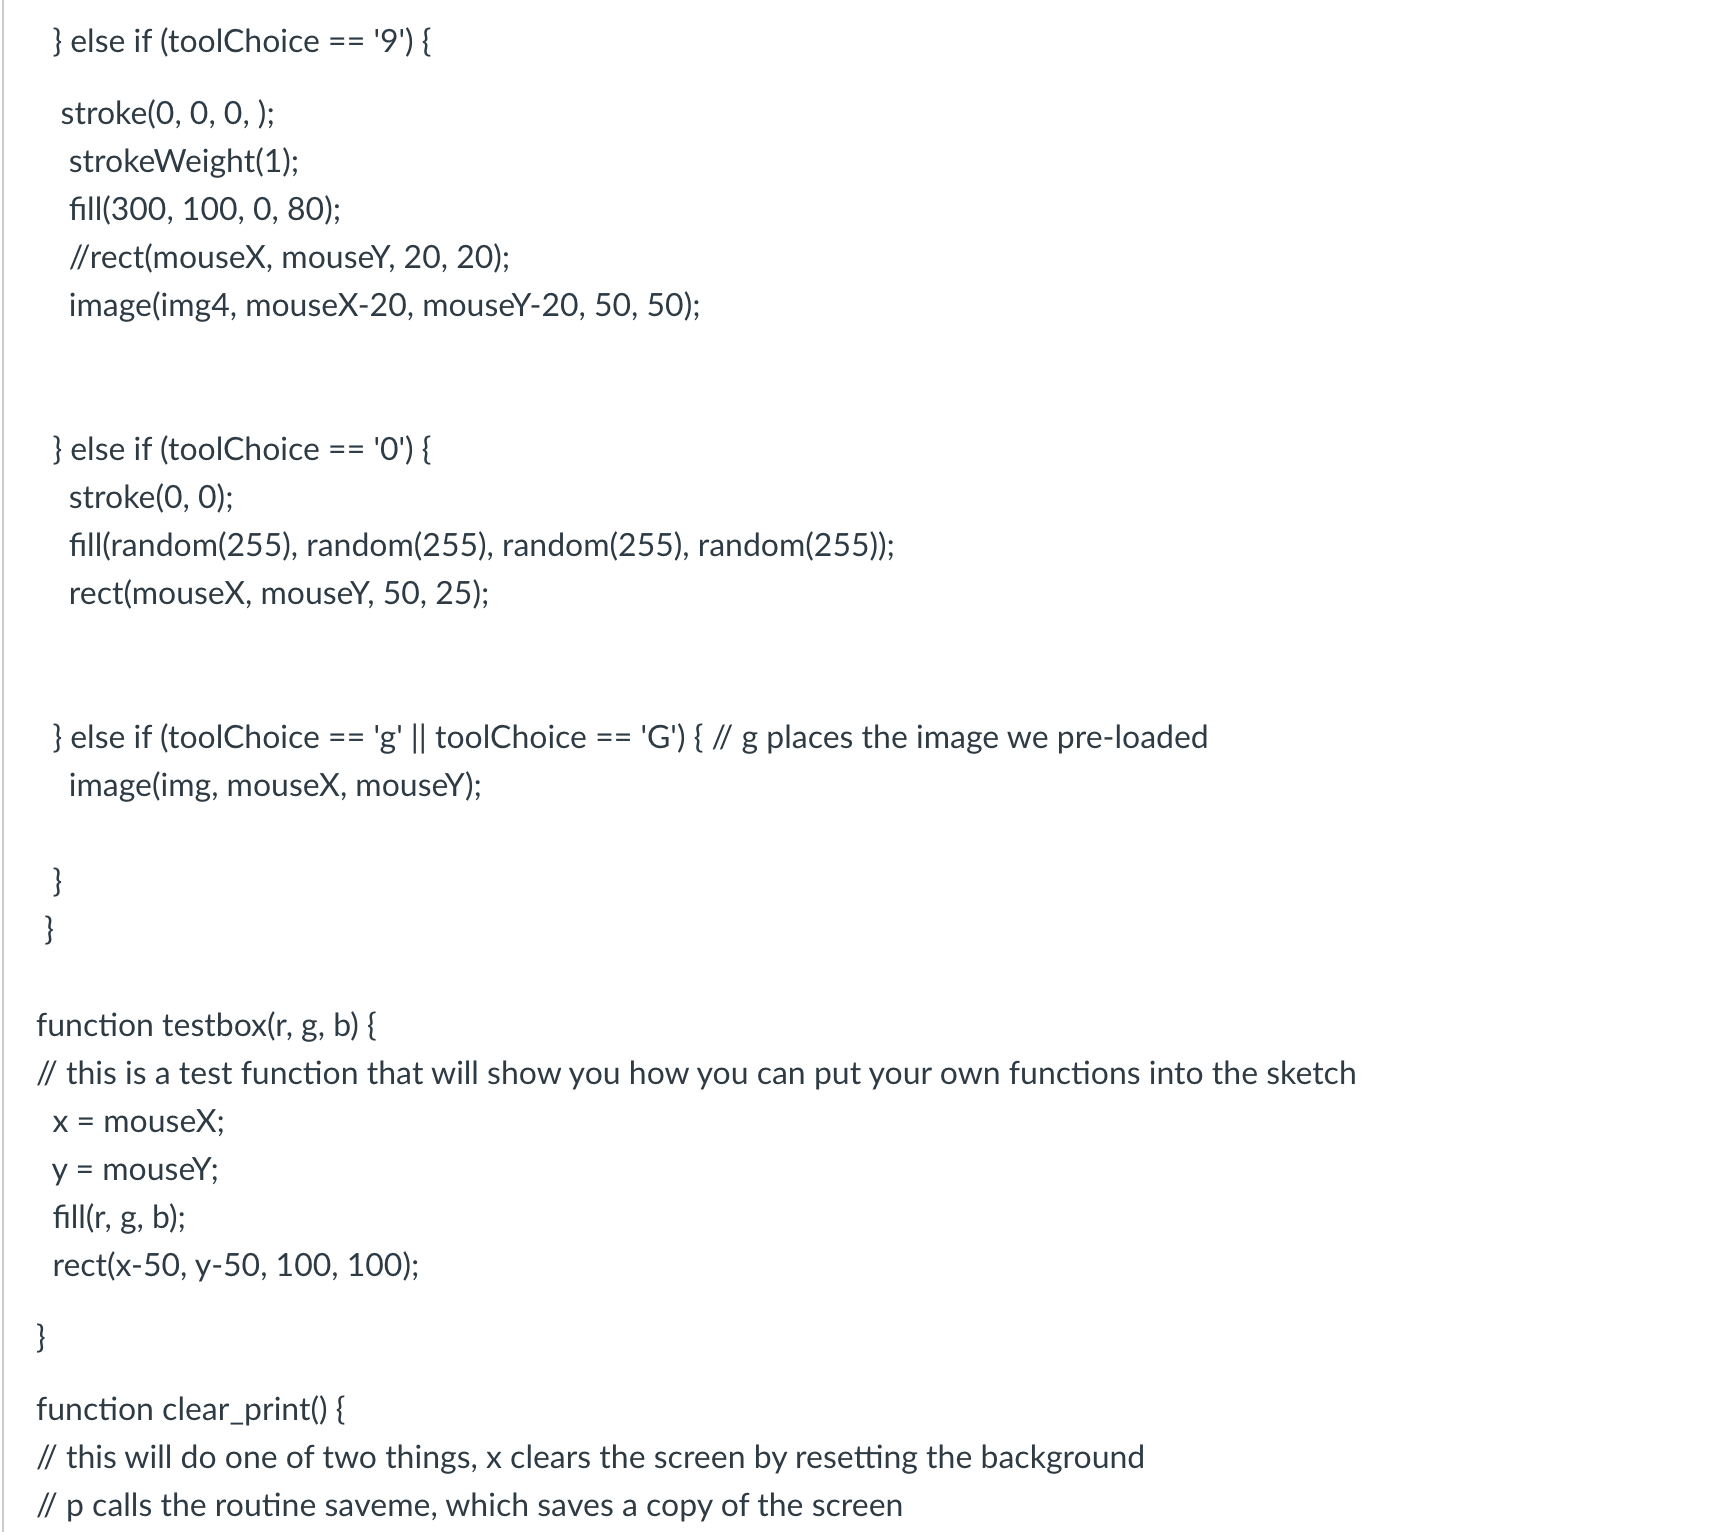 } else if (toolChoice == '9') {
stroke(0, 0, 0, );
strokeWeight(1);
fill(300, 100, 0, 80);
//rect(mouseX, mouseY, 20, 20);
image(img4, mouseX-20, mouseY-20, 50, 50);
} else if (toolChoice == '0') {
stroke(0, 0);
fill(random(255), random(255), random(255), random(255));
rect(mouseX, mouseY, 50, 25);
} else if (toolChoice == 'g' || toolChoice == 'G') { // g places the image we pre-loaded
image(img, mouseX, mouseY);
}
}
function testbox(r, g, b) {
// this is a test function that will show you how you can put your own functions into the sketch
x = mouseX;
y = mouseY;
fill(r, g, b);
rect(x-50, y-50, 100, 100);
}
function clear_print() {
// this will do one of two things, x clears the screen by resetting the background
// p calls the routine saveme, which saves a copy of the screen